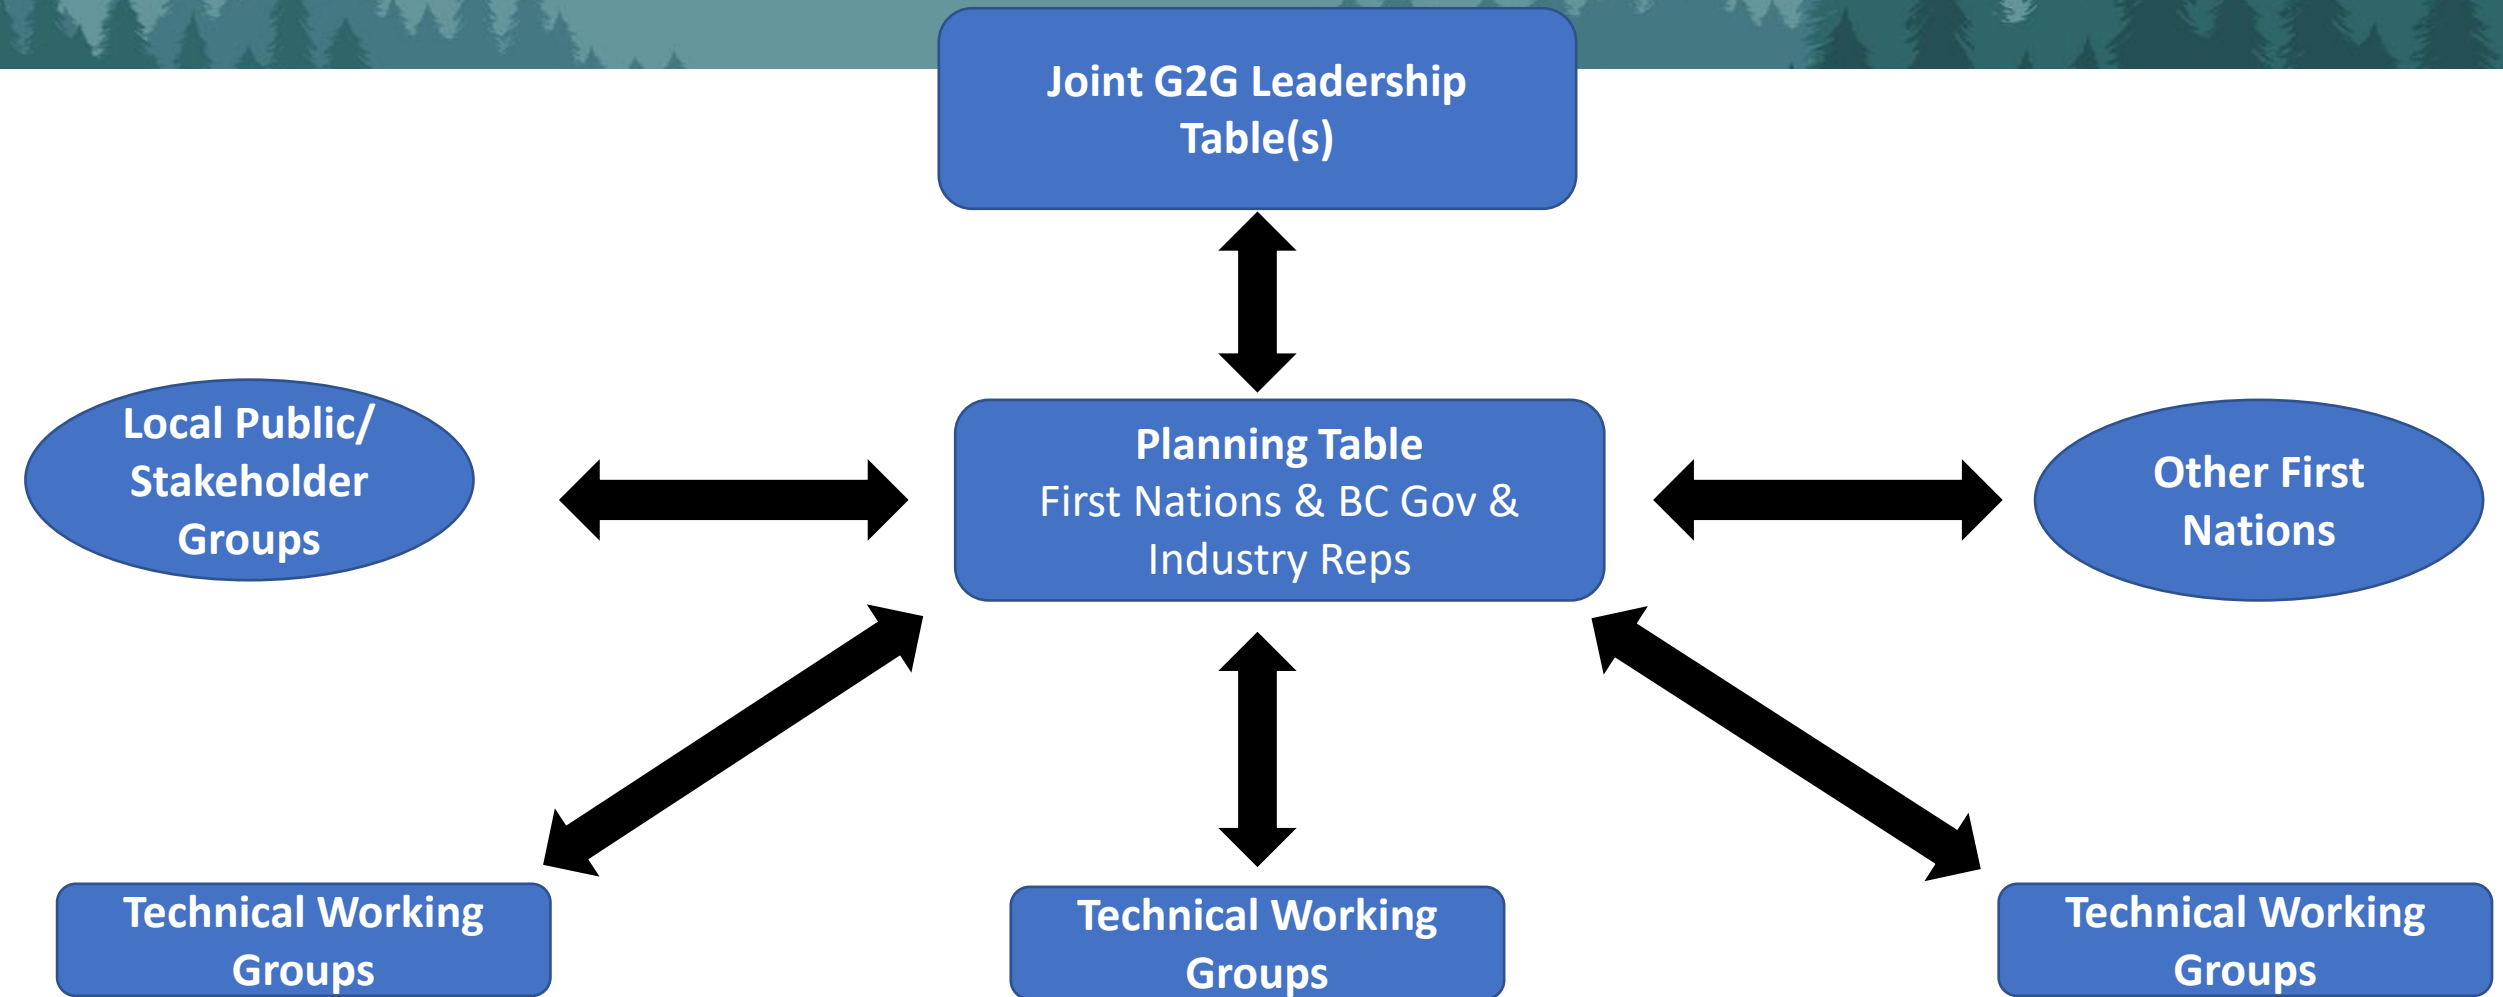 Joint G2G Leadership
Table(s)
Local Public/
Stakeholder
Groups
Planning Table
First Nations & BC Gov &
Industry Reps
Other First
Nations
Technical Working
Groups
Technical Working
Groups
Technical Working
Groups